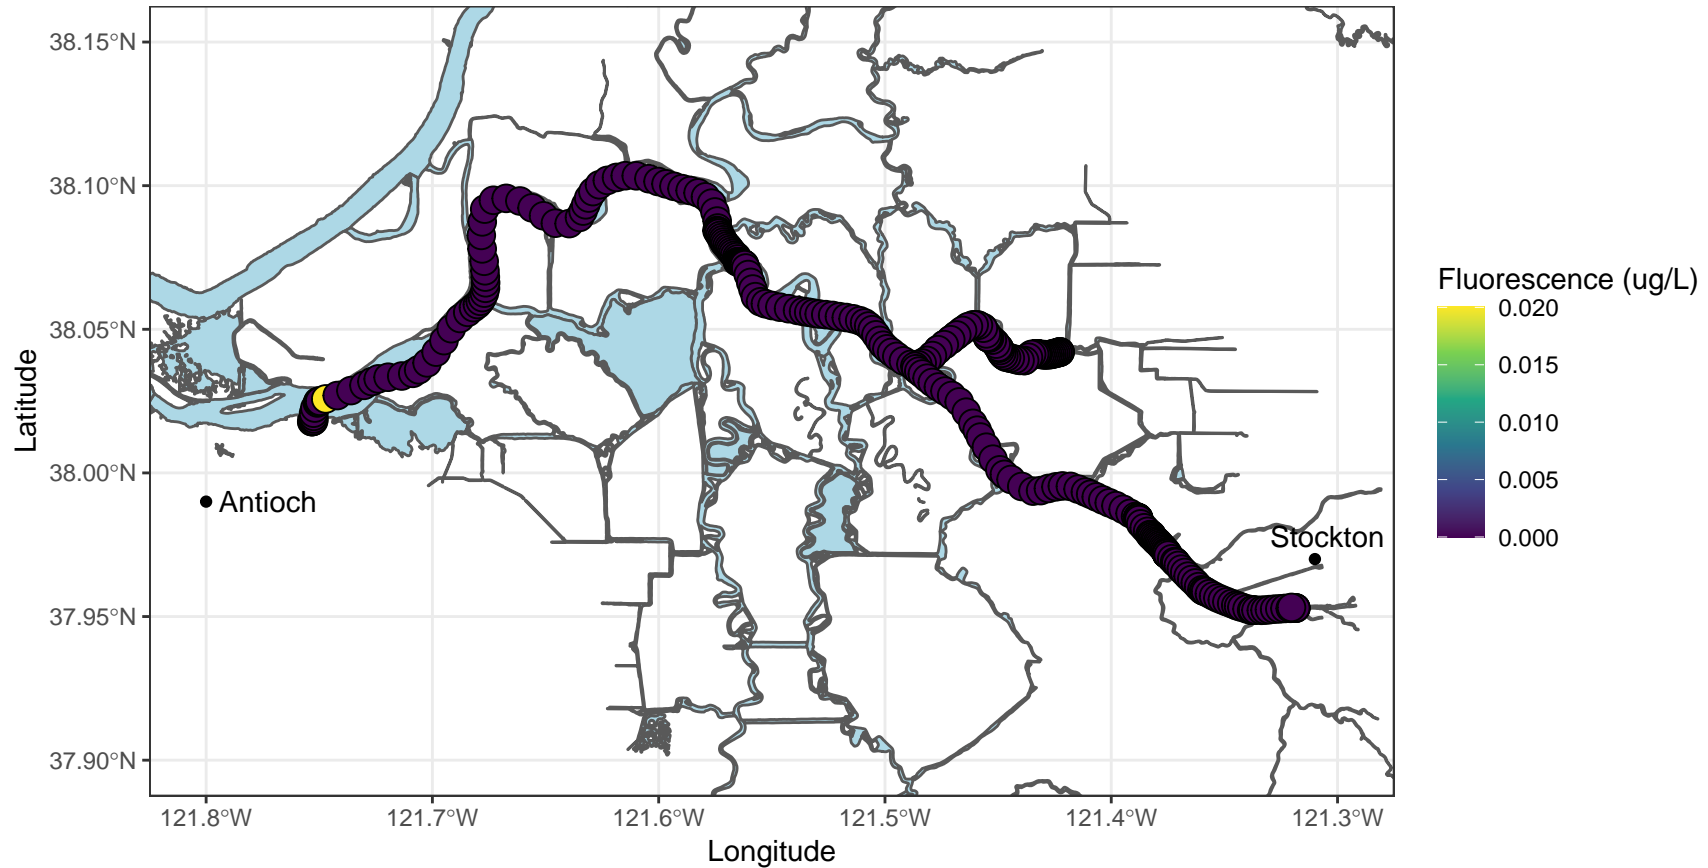 38.15°N
38.10°N
38.05°N
38.00°N
37.95°N
37.90°N
Latitude
Antioch
Stockton
121.8°W
121.7°W
121.6°W
121.5°W
121.4°W
121.3°W
Longitude
Fluorescence (ug/L)
0.020
0.015
0.010
0.005
0.000